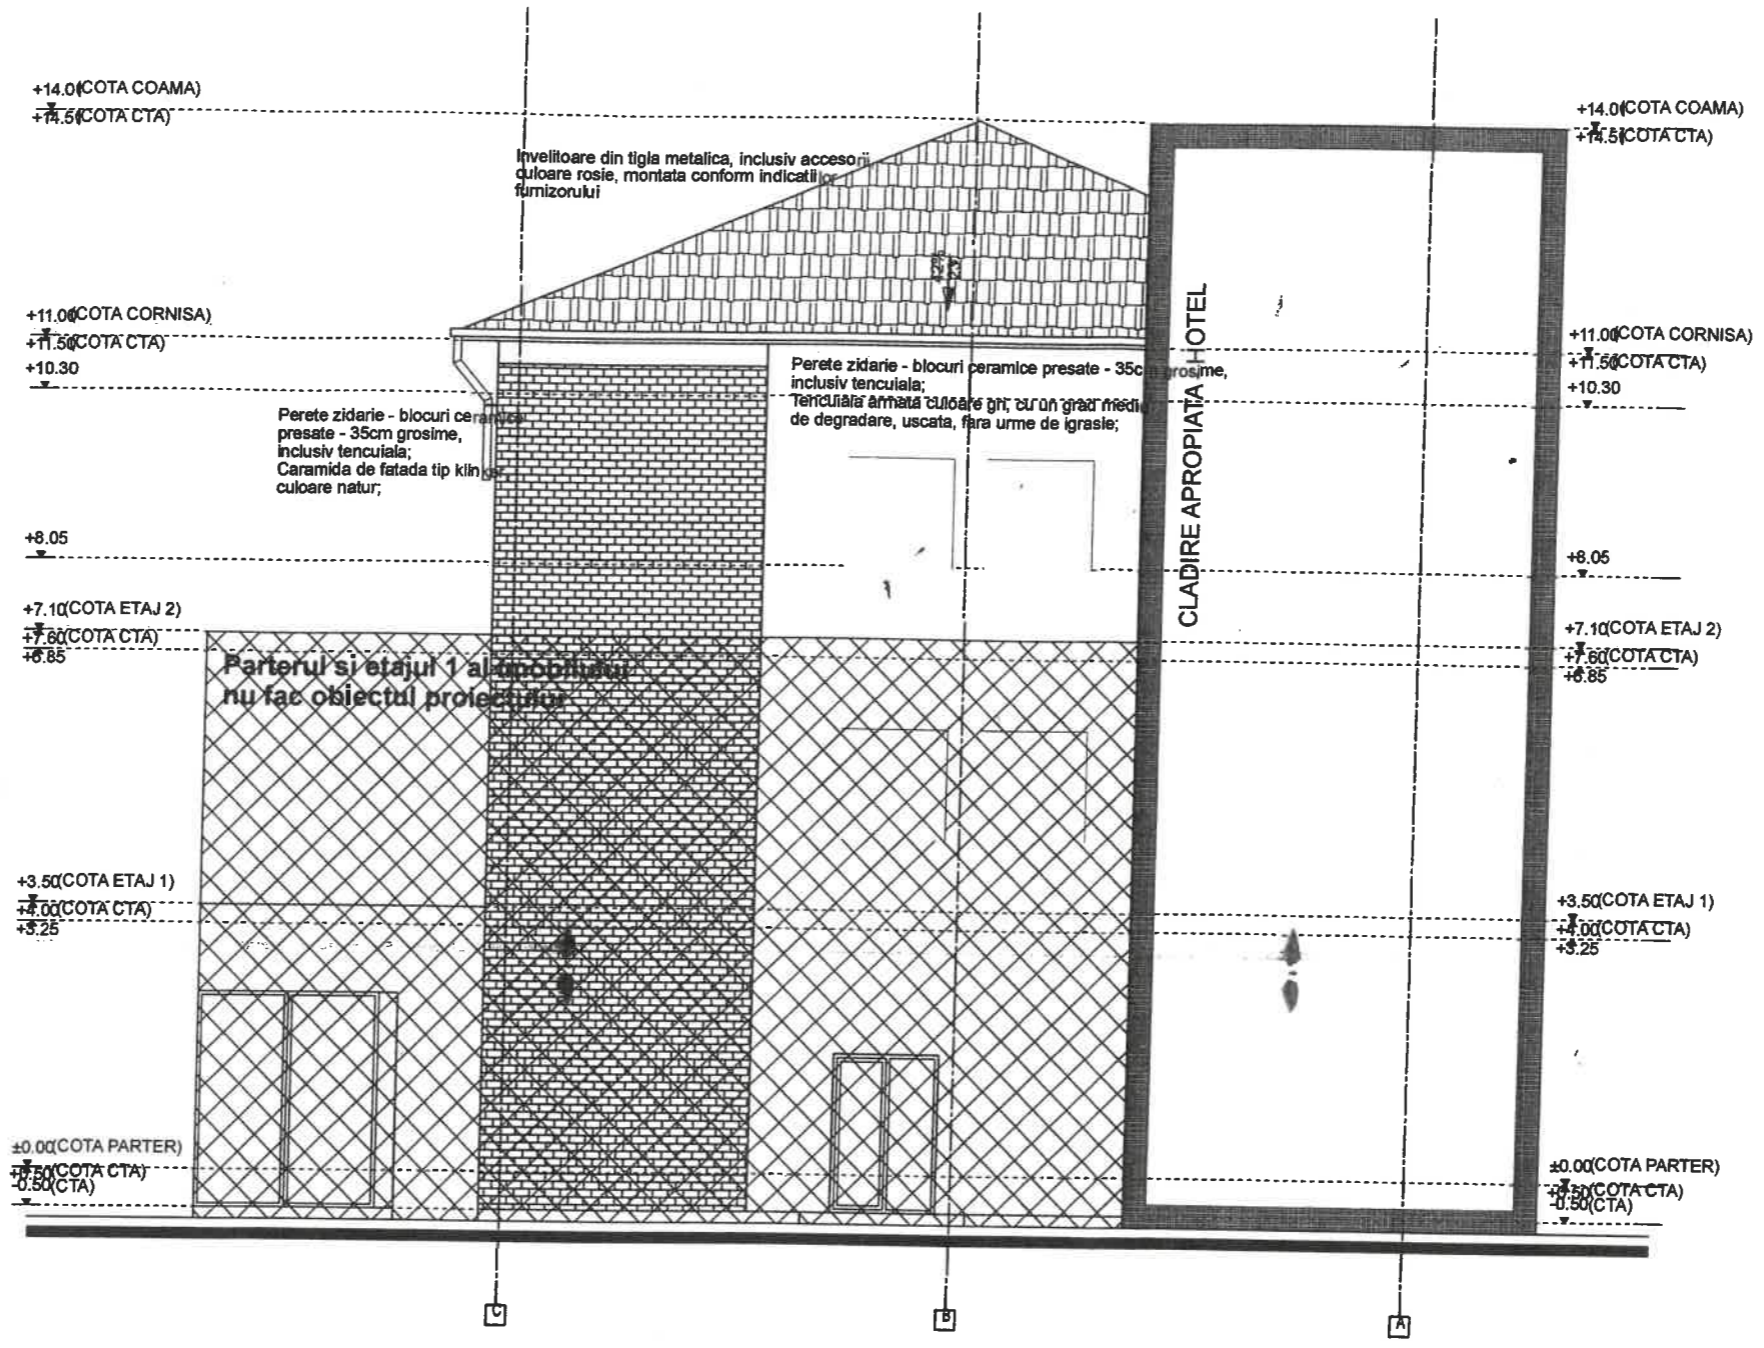 +14.01(COTA COAMA)
+14.51(COTA CTA)
+14.01(COTA COAMA)
+14.51(COTA CTA)
Invelitoare din tigla metalica, inclusiv accesorii,
culoare rosie, montata conform indicatiilor
furnizorului
42%
23°
+11.00(COTA CORNISA)
+11.50(COTA CTA)
+10.30
+11.00(COTA CORNISA)
+11.50(COTA CTA)
+10.30
Perete zidarie - blocuri ceramice presate - 35cm grosime,
inclusiv tencuiala;
Tencuiala armata culoare gri, cu un grad mediu
de degradare, uscata, fara urme de igrasie;
Perete zidarie - blocuri ceramice
presate - 35cm grosime,
inclusiv tencuiala;
Caramida de fatada tip klinker,
culoare natur;
CLADIRE APROPIATA - HOTEL
+8.05
+8.05
+7.10(COTA ETAJ 2)
+7.60(COTA CTA)
+6.85
+7.10(COTA ETAJ 2)
+7.60(COTA CTA)
+6.85
Parterul si etajul 1 al imobilului
nu fac obiectul proiectului
+3.50(COTA ETAJ 1)
+4.00(COTA CTA)
+3.25
+3.50(COTA ETAJ 1)
+4.00(COTA CTA)
+3.25
±0.00(COTA PARTER)
+0.50(COTA CTA)
-0.50(CTA)
±0.00(COTA PARTER)
+0.50(COTA CTA)
-0.50(CTA)
C
B
A